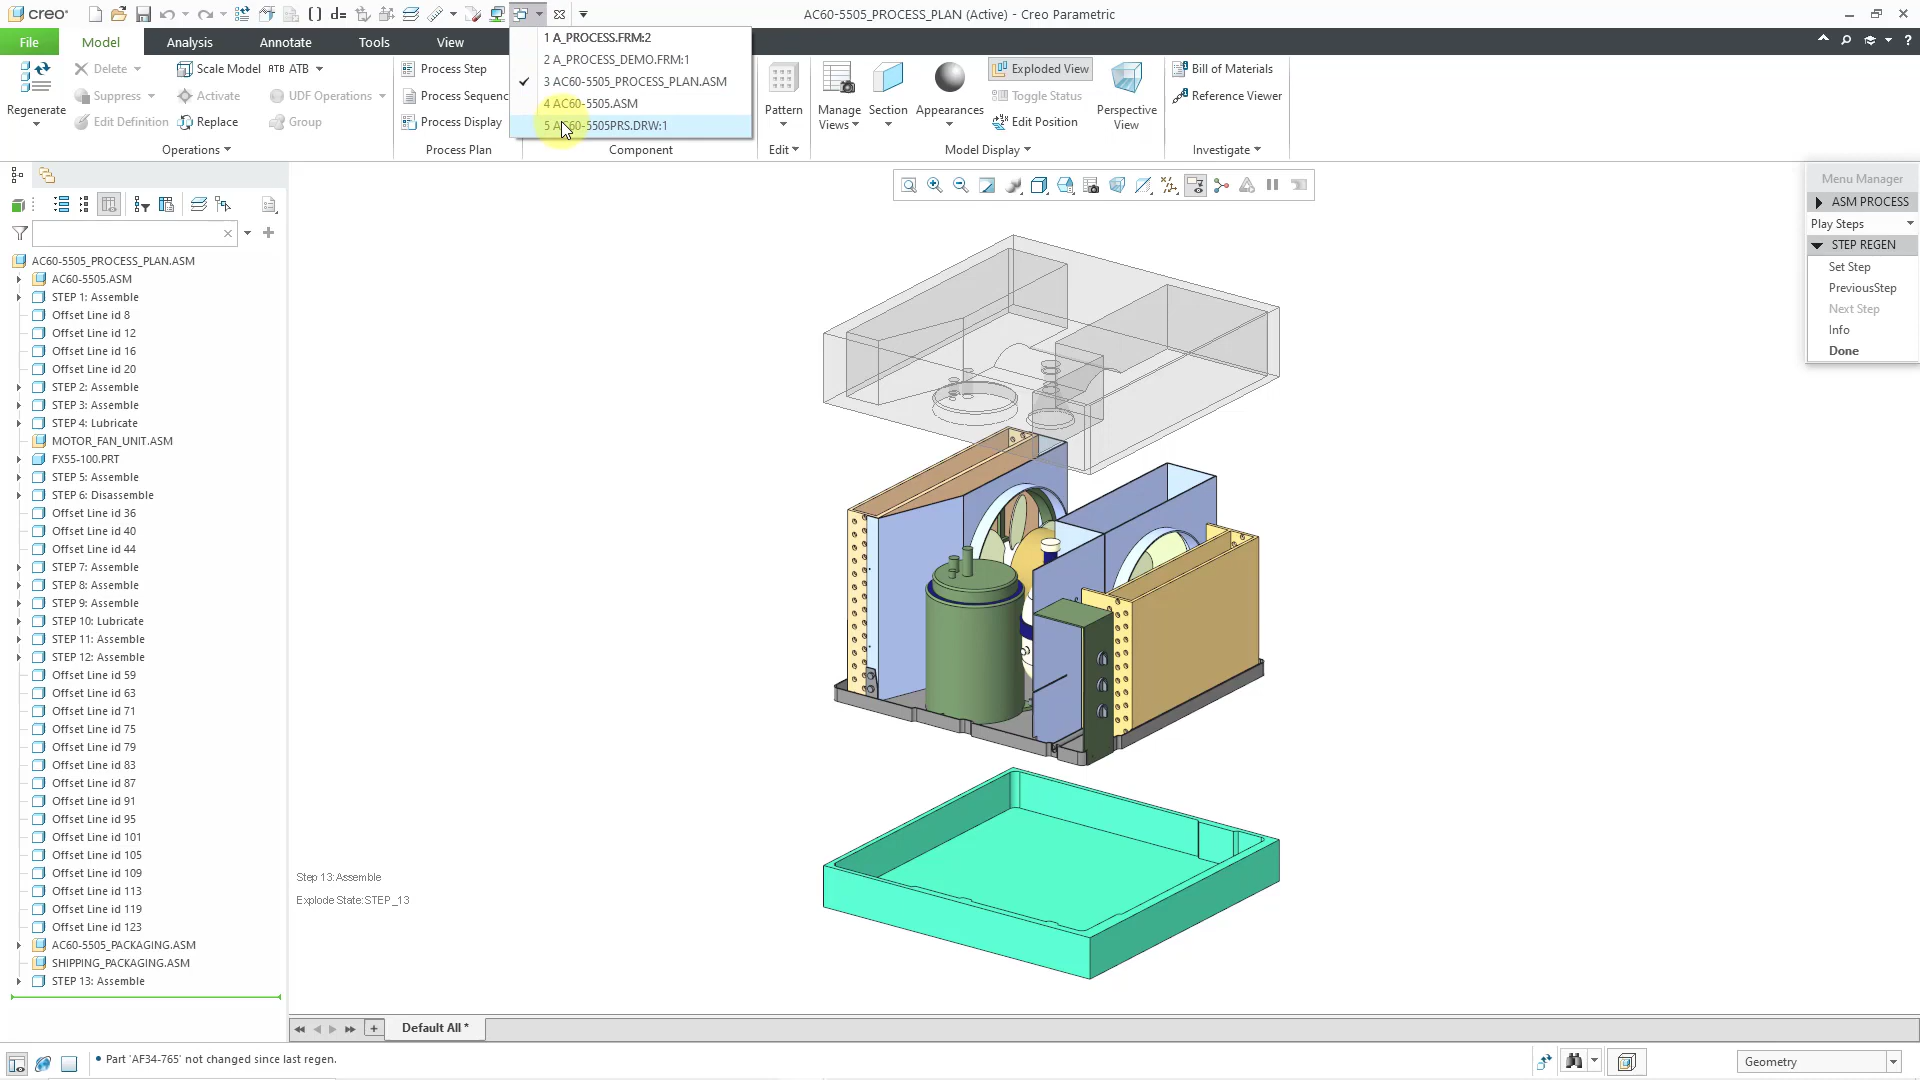 creo
AC60-5505_PROCESS_PLAN (Active) - Creo Parametric
1 A_PROCESS.FRM:2
2 A_PROCESS_DEMO.FRM:1
3 AC60-5505_PROCESS_PLAN.ASM
4 AC60-5505.ASM
5 AC60-5505PRS.DRW:1
File
Model
Analysis
Annotate
Tools
View
Regenerate
Delete
Suppress
Edit Definition
Scale Model
Activate
Replace
ATB
UDF Operations
Group
Operations
Process Step
Process Sequenc
Process Display
Process Plan
Component
Pattern
Edit
Manage Views
Section
Appearances
Exploded View
Toggle Status
Edit Position
Perspective View
Model Display
Bill of Materials
Reference Viewer
Investigate
Menu Manager
ASM PROCESS
Play Steps
STEP REGEN
Set Step
PreviousStep
Next Step
Info
Done
AC60-5505_PROCESS_PLAN.ASM
AC60-5505.ASM
STEP 1: Assemble
Offset Line id 8
Offset Line id 12
Offset Line id 16
Offset Line id 20
STEP 2: Assemble
STEP 3: Assemble
STEP 4: Lubricate
MOTOR_FAN_UNIT.ASM
FX55-100.PRT
STEP 5: Assemble
STEP 6: Disassemble
Offset Line id 36
Offset Line id 40
Offset Line id 44
STEP 7: Assemble
STEP 8: Assemble
STEP 9: Assemble
STEP 10: Lubricate
STEP 11: Assemble
STEP 12: Assemble
Offset Line id 59
Offset Line id 63
Offset Line id 71
Offset Line id 75
Offset Line id 79
Offset Line id 83
Offset Line id 87
Offset Line id 91
Offset Line id 95
Offset Line id 101
Offset Line id 105
Offset Line id 109
Offset Line id 113
Offset Line id 119
Offset Line id 123
AC60-5505_PACKAGING.ASM
SHIPPING_PACKAGING.ASM
STEP 13: Assemble
Step 13:Assemble
Explode State:STEP_13
Default All *
Part 'AF34-765' not changed since last regen.
Geometry